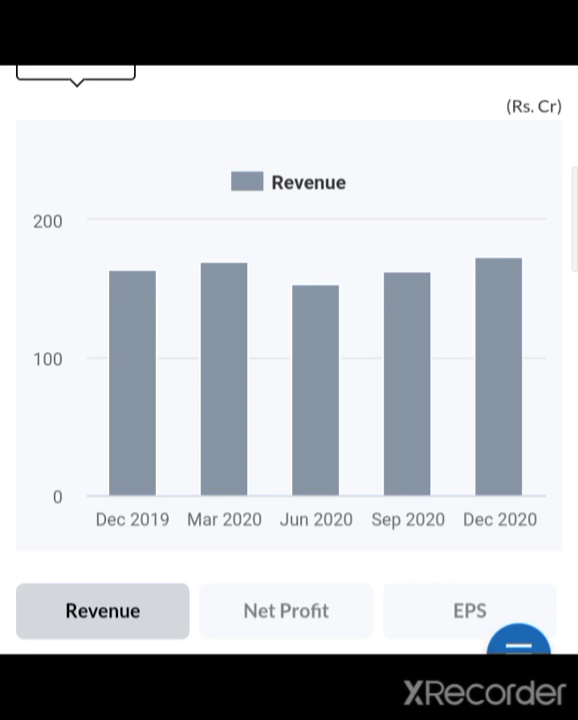 (Rs. Cr)
Revenue
200
100
0
Dec 2019 Mar 2020 Jun 2020 Sep 2020 Dec 2020
Revenue Net Profit EPS
XRecorder